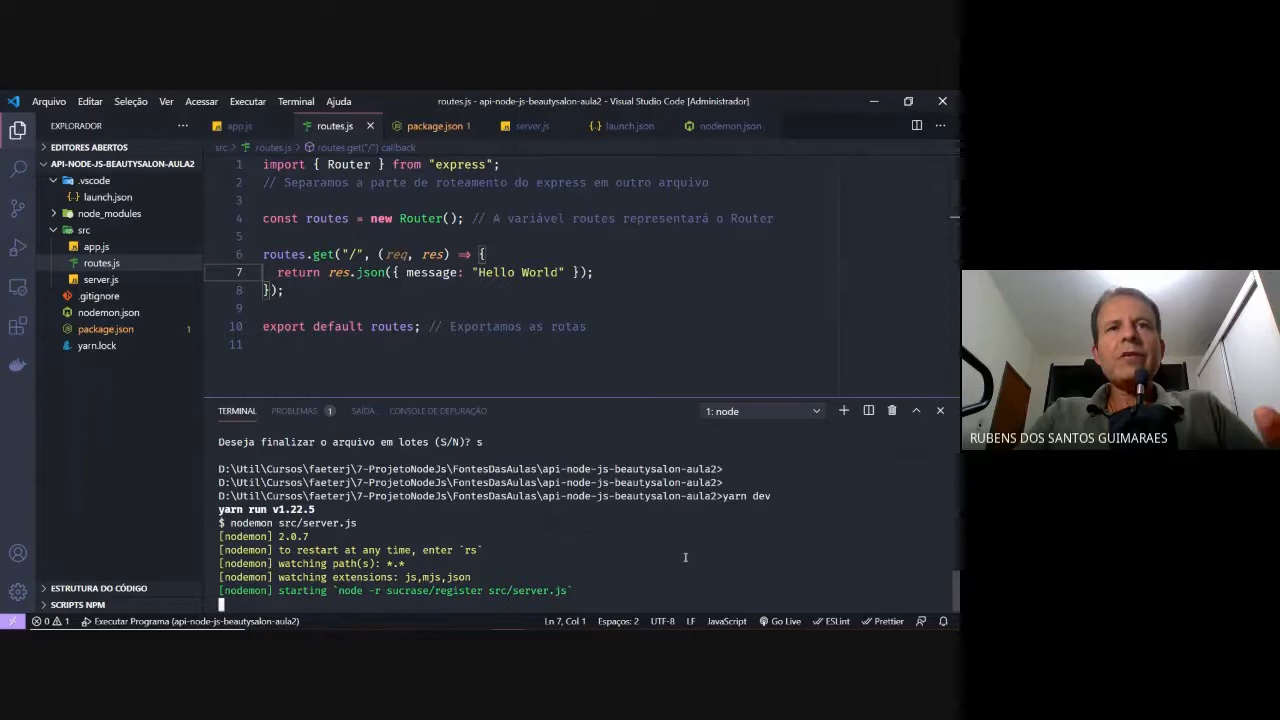 Arquivo Editar Seleção Ver Acessar Executar Terminal Ajuda
routes.js - api-node-js-beautysalon-aula2 - Visual Studio Code [Administrador]
EXPLORADOR
app.js routes.js package.json 1 server.js launch.json nodemon.json
EDITORES ABERTOS
API-NODE-JS-BEAUTYSALON-AULA2
.vscode
launch.json
node_modules
src
app.js
routes.js
server.js
.gitignore
nodemon.json
package.json 1
yarn.lock
ESTRUTURA DO CÓDIGO
SCRIPTS NPM
src > routes.js > routes.get("/") callback
1 import { Router } from "express";
2 // Separamos a parte de roteamento do express em outro arquivo
3
4 const routes = new Router(); // A variável routes representará o Router
5
6 routes.get("/", (req, res) => {
7 return res.json({ message: "Hello World" });
8 });
9
10 export default routes; // Exportamos as rotas
11
TERMINAL PROBLEMAS 1 SAÍDA CONSOLE DE DEPURAÇÃO 1: node
Deseja finalizar o arquivo em lotes (S/N)? s
D:\Util\Cursos\faeterj\7-ProjetoNodeJs\FontesDasAulas\api-node-js-beautysalon-aula2>
D:\Util\Cursos\faeterj\7-ProjetoNodeJs\FontesDasAulas\api-node-js-beautysalon-aula2>
D:\Util\Cursos\faeterj\7-ProjetoNodeJs\FontesDasAulas\api-node-js-beautysalon-aula2>yarn dev
yarn run v1.22.5
$ nodemon src/server.js
[nodemon] 2.0.7
[nodemon] to restart at any time, enter `rs`
[nodemon] watching path(s): *.*
[nodemon] watching extensions: js,mjs,json
[nodemon] starting `node -r sucrase/register src/server.js`
0 1 Executar Programa (api-node-js-beautysalon-aula2) Ln 7, Col 1 Espaços: 2 UTF-8 LF JavaScript Go Live ESLint Prettier
RUBENS DOS SANTOS GUIMARAES